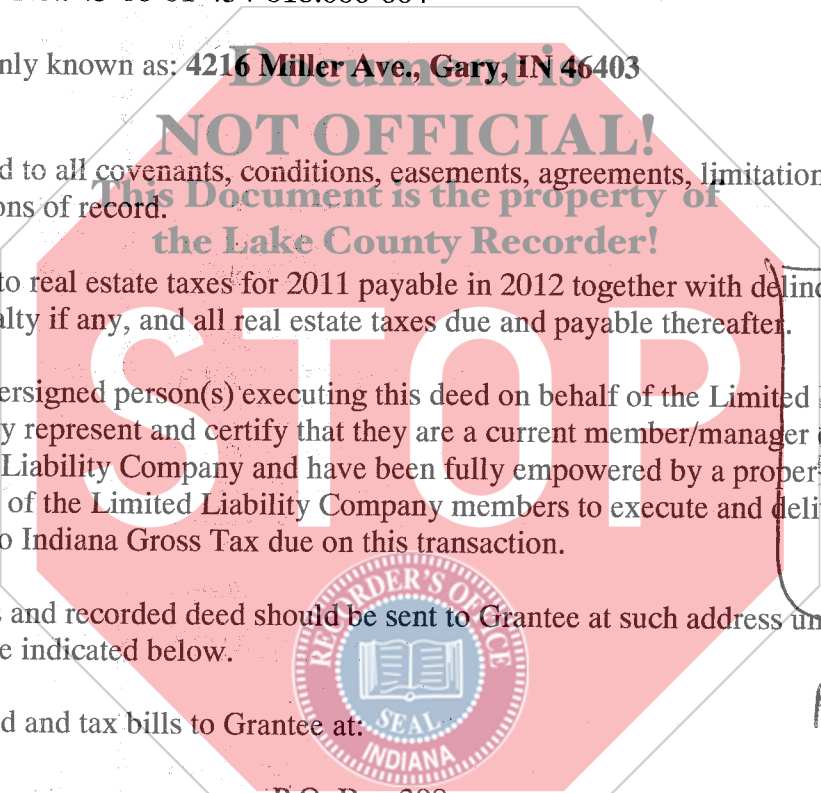 nly known as: 4216 Miller Ave., Gary, IN 46403
Document is
NOT OFFICIAL!
d to all covenants, conditions, easements, agreements, limitation
This Document is the property of
ons of record.
the Lake County Recorder!
to real estate taxes for 2011 payable in 2012 together with delinc
alty if any, and all real estate taxes due and payable thereafter.
STOP
ersigned person(s) executing this deed on behalf of the Limited
y represent and certify that they are a current member/manager
Liability Company and have been fully empowered by a proper
of the Limited Liability Company members to execute and deli
o Indiana Gross Tax due on this transaction.
RECORDER'S OFFICE
s and recorded deed should be sent to Grantee at such address un
e indicated below.
d and tax bills to Grantee at:
SEAL
INDIANA